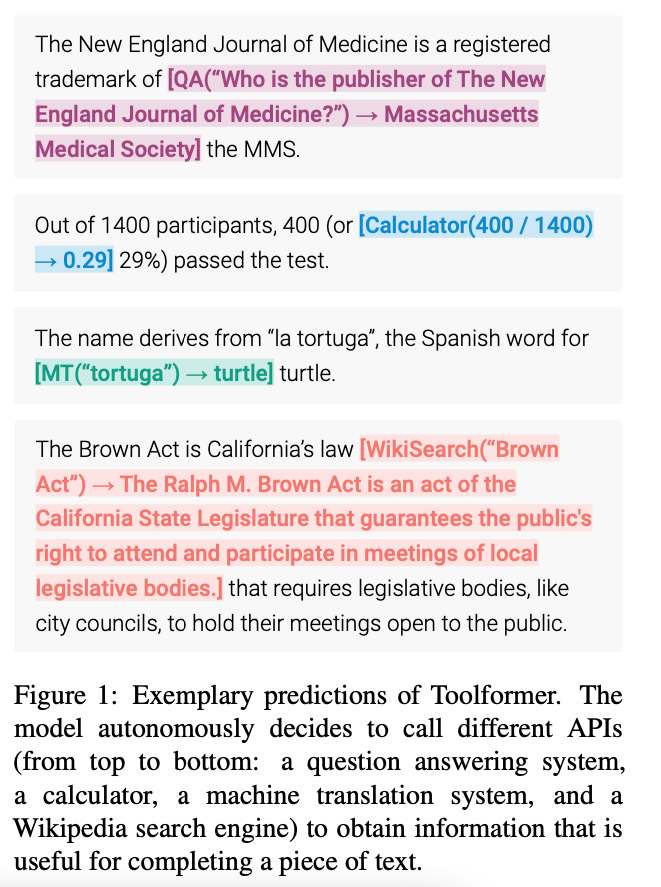 The New England Journal of Medicine is a registered
trademark of [QA(“Who is the publisher of The New
England Journal of Medicine?”) → Massachusetts
Medical Society] the MMS.
Out of 1400 participants, 400 (or [Calculator(400 / 1400)
→ 0.29] 29%) passed the test.
The name derives from “la tortuga”, the Spanish word for
[MT(“tortuga”) → turtle] turtle.
The Brown Act is California’s law [WikiSearch(“Brown
Act”) → The Ralph M. Brown Act is an act of the
California State Legislature that guarantees the public's
right to attend and participate in meetings of local
legislative bodies.] that requires legislative bodies, like
city councils, to hold their meetings open to the public.
Figure 1: Exemplary predictions of Toolformer. The
model autonomously decides to call different APIs
(from top to bottom: a question answering system,
a calculator, a machine translation system, and a
Wikipedia search engine) to obtain information that is
useful for completing a piece of text.